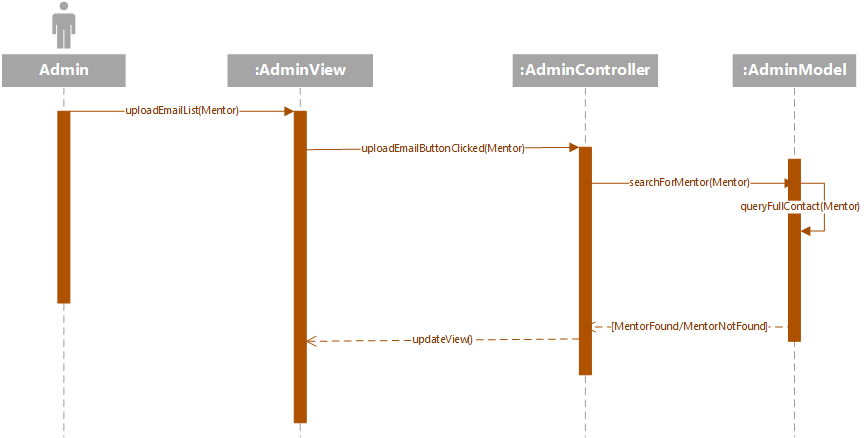 Admin
:AdminView
:AdminController
:AdminModel
uploadEmailList(Mentor)
uploadEmailButtonClicked(Mentor)
searchForMentor(Mentor)
queryFullContact(Mentor)
[MentorFound/MentorNotFound]
updateView()